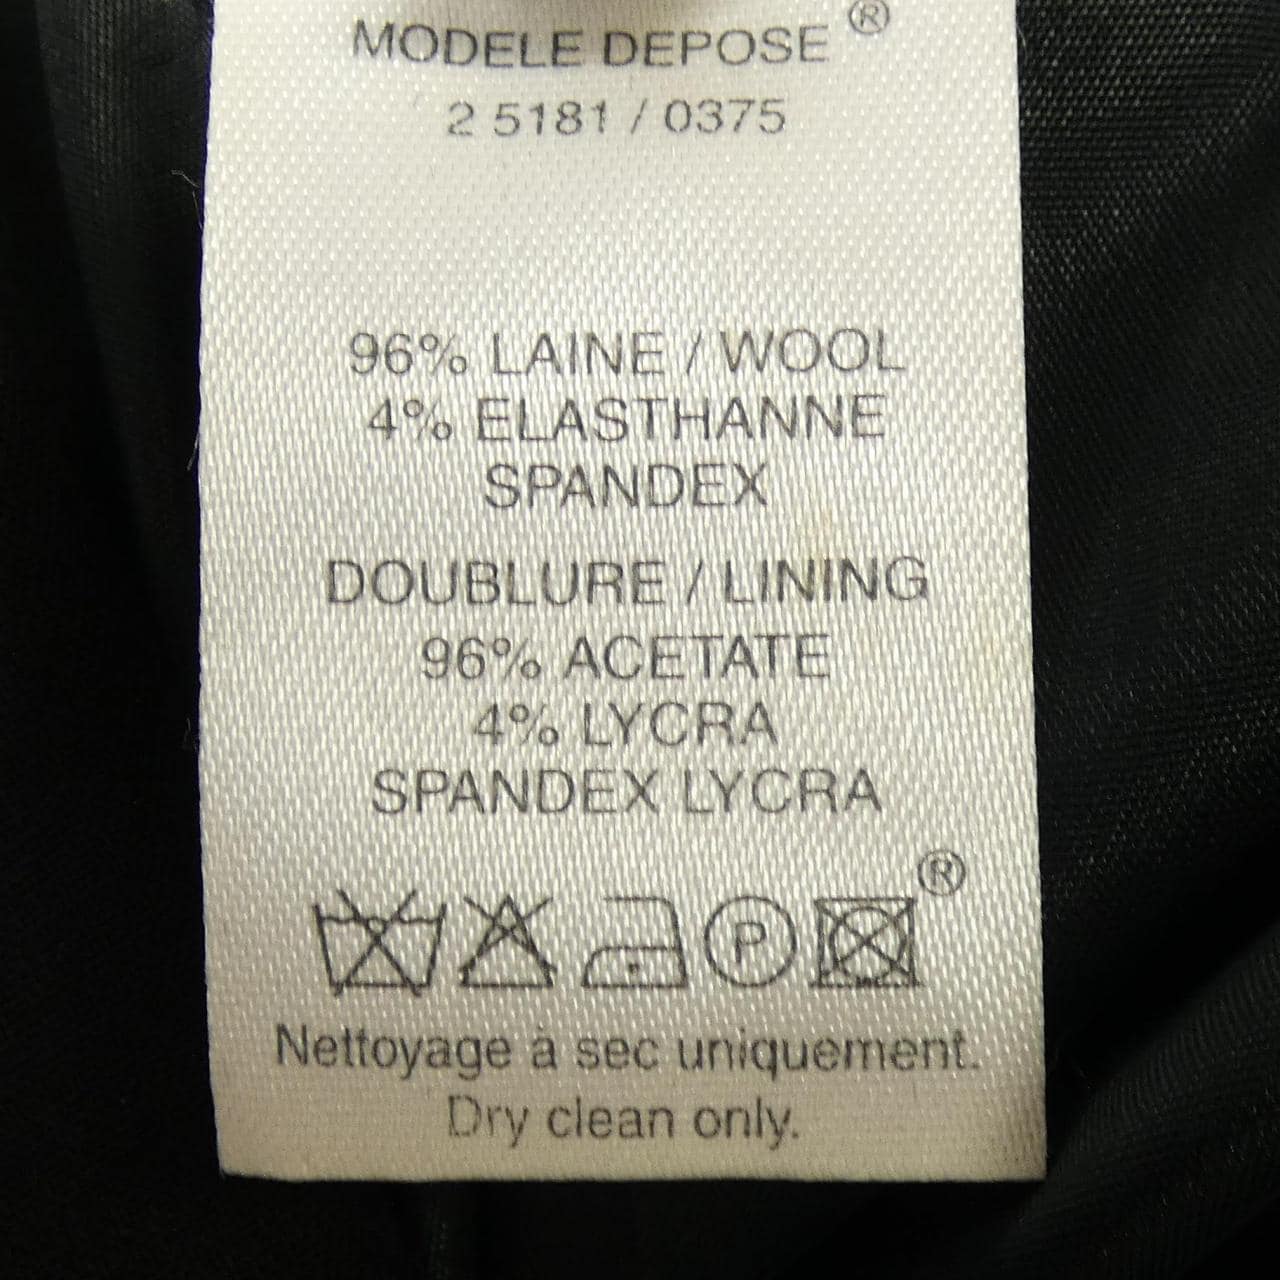 MODELE DEPOSE ®
2 5181 / 0375
96% LAINE / WOOL
4% ELASTHANNE
SPANDEX
DOUBLURE / LINING
96% ACETATE
4% LYCRA
SPANDEX LYCRA
®
P
Nettoyage à sec uniquement.
Dry clean only.